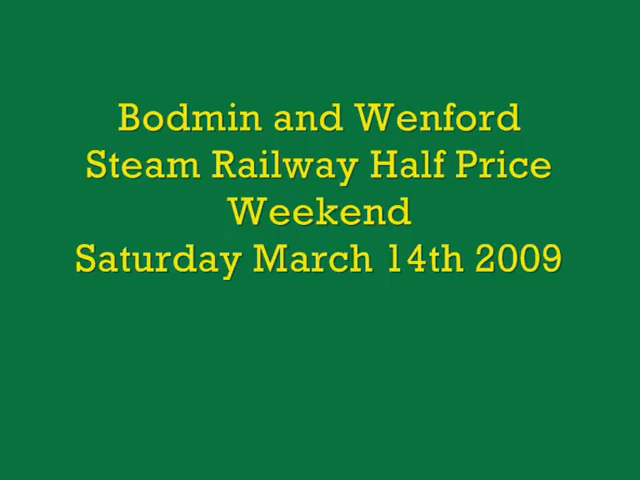 Bodmin and Wenford
Steam Railway Half Price
Weekend
Saturday March 14th 2009